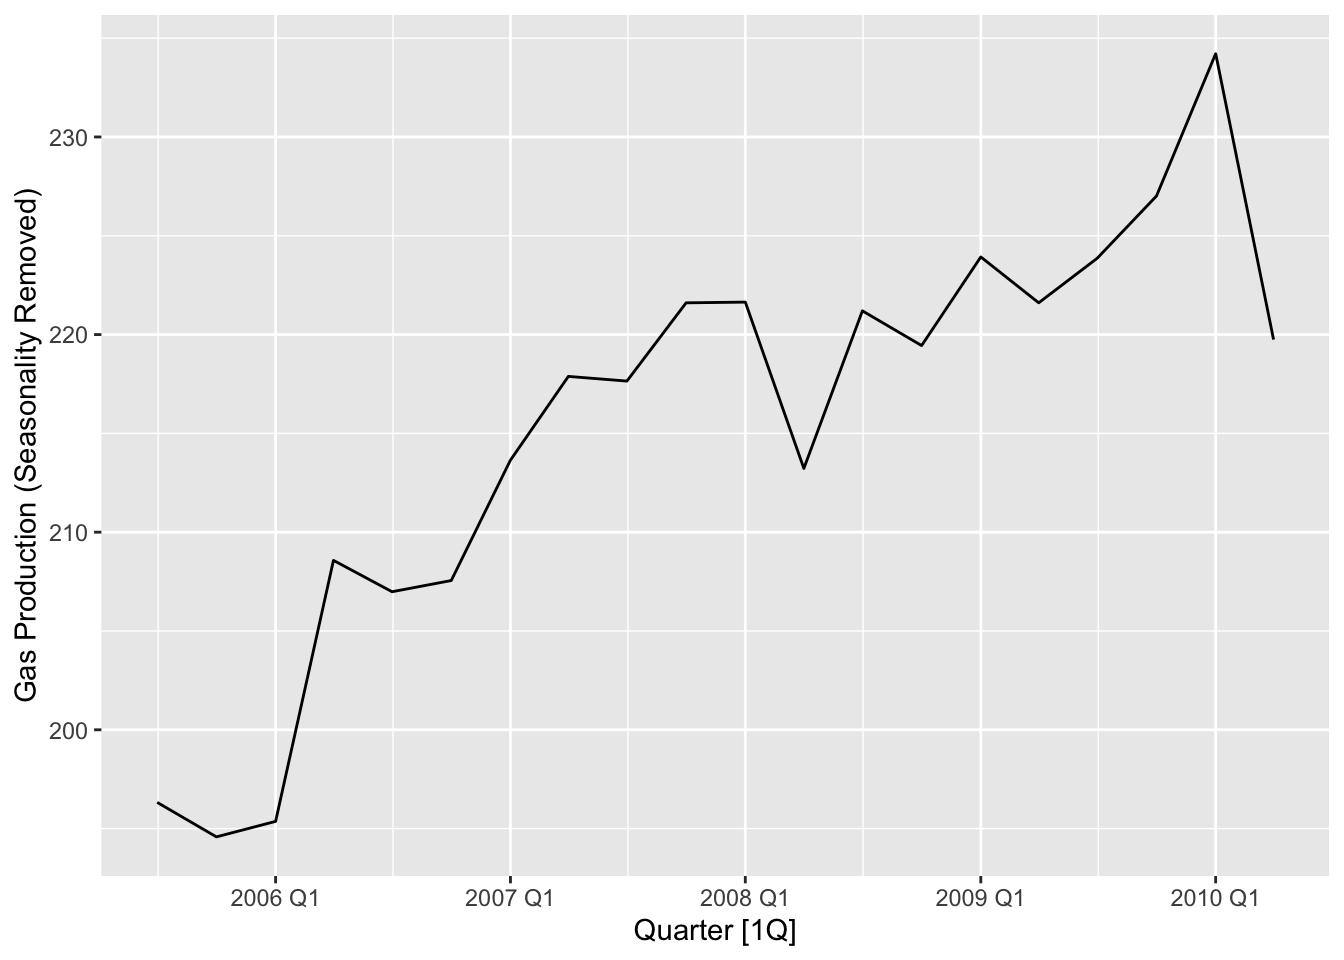 Gas Production (Seasonality Removed)
230
220
210
200
2006 Q1
2007 Q1
2008 Q1
2009 Q1
2010 Q1
Quarter [1Q]